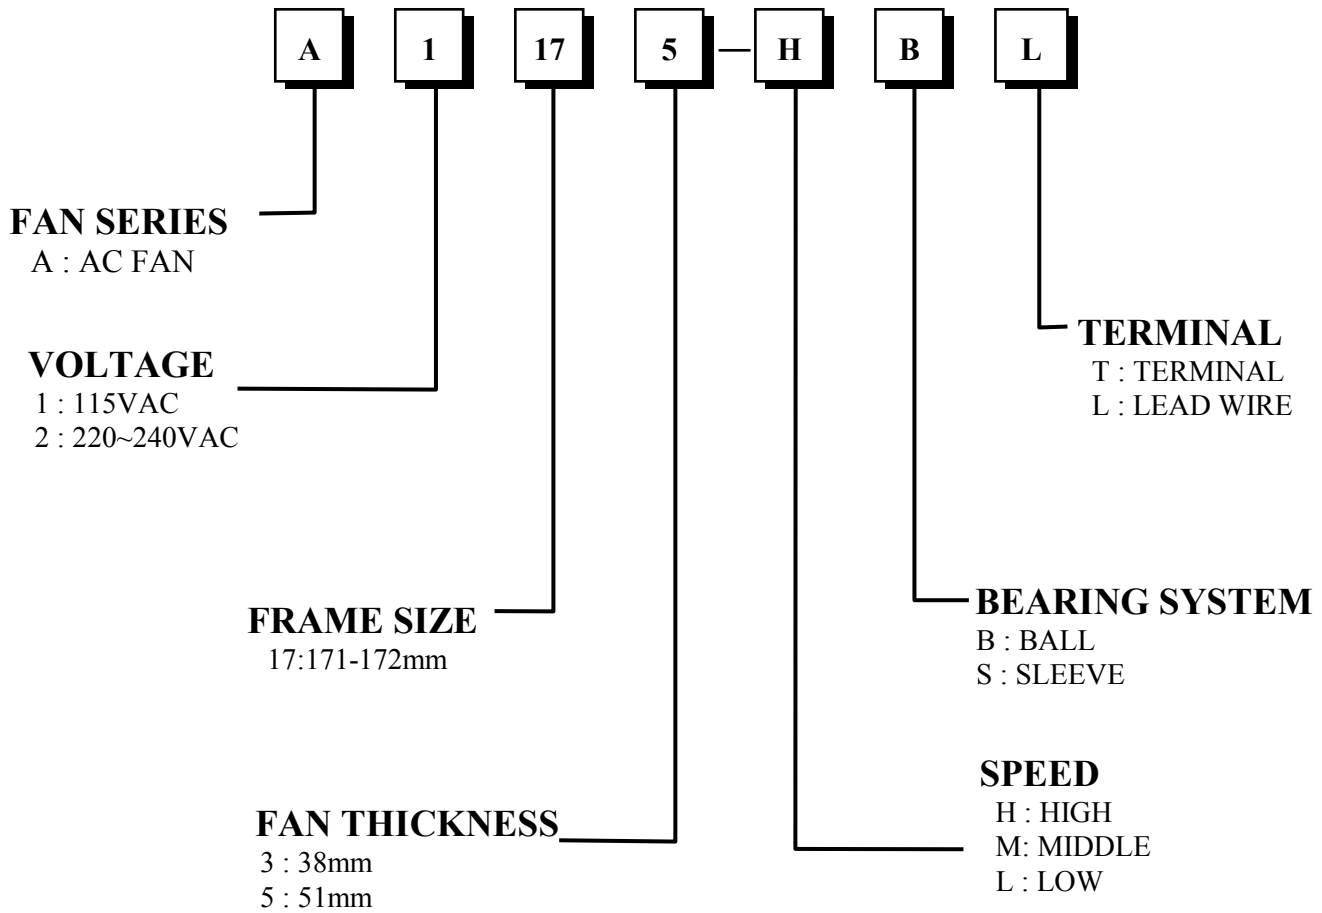 A 1 17 5 — H B L
FAN SERIES
A : AC FAN
VOLTAGE
1 : 115VAC
2 : 220~240VAC
TERMINAL
T : TERMINAL
L : LEAD WIRE
FRAME SIZE
17:171-172mm
BEARING SYSTEM
B : BALL
S : SLEEVE
FAN THICKNESS
3 : 38mm
5 : 51mm
SPEED
H : HIGH
M: MIDDLE
L : LOW